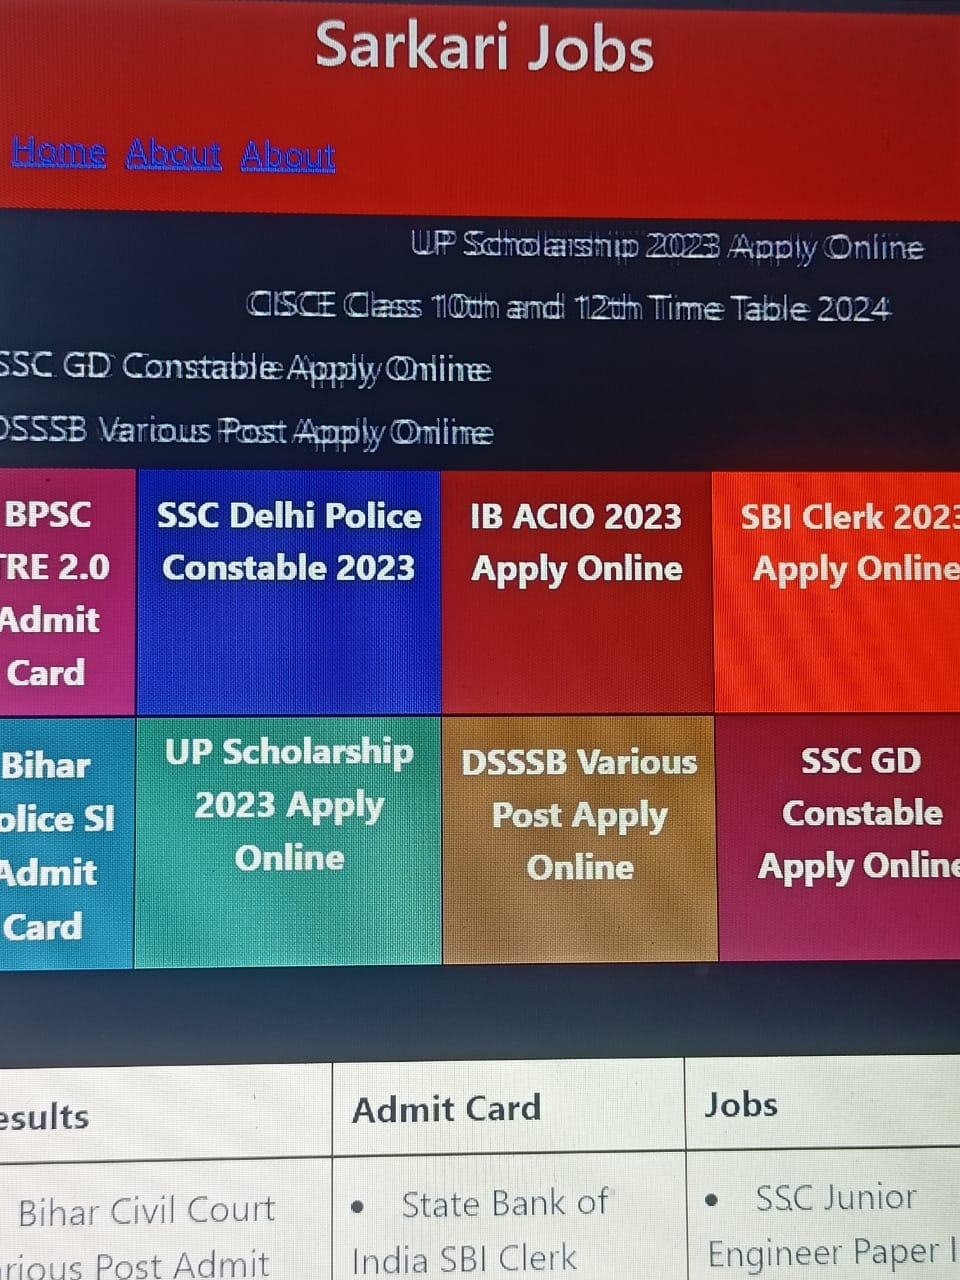 Sarkari Jobs
Home About About
UP Scholarship 2023 Apply Online
CISCE Class 10th and 12th Time Table 2024
SSC GD Constable Apply Online
DSSSB Various Post Apply Online
BPSC
TRE 2.0
Admit
Card
SSC Delhi Police
Constable 2023
IB ACIO 2023
Apply Online
SBI Clerk 2023
Apply Online
Bihar
olice SI
Admit
Card
UP Scholarship
2023 Apply
Online
DSSSB Various
Post Apply
Online
SSC GD
Constable
Apply Online
esults
Admit Card
Jobs
Bihar Civil Court
rious Post Admit
• State Bank of
India SBI Clerk
• SSC Junior
Engineer Paper I